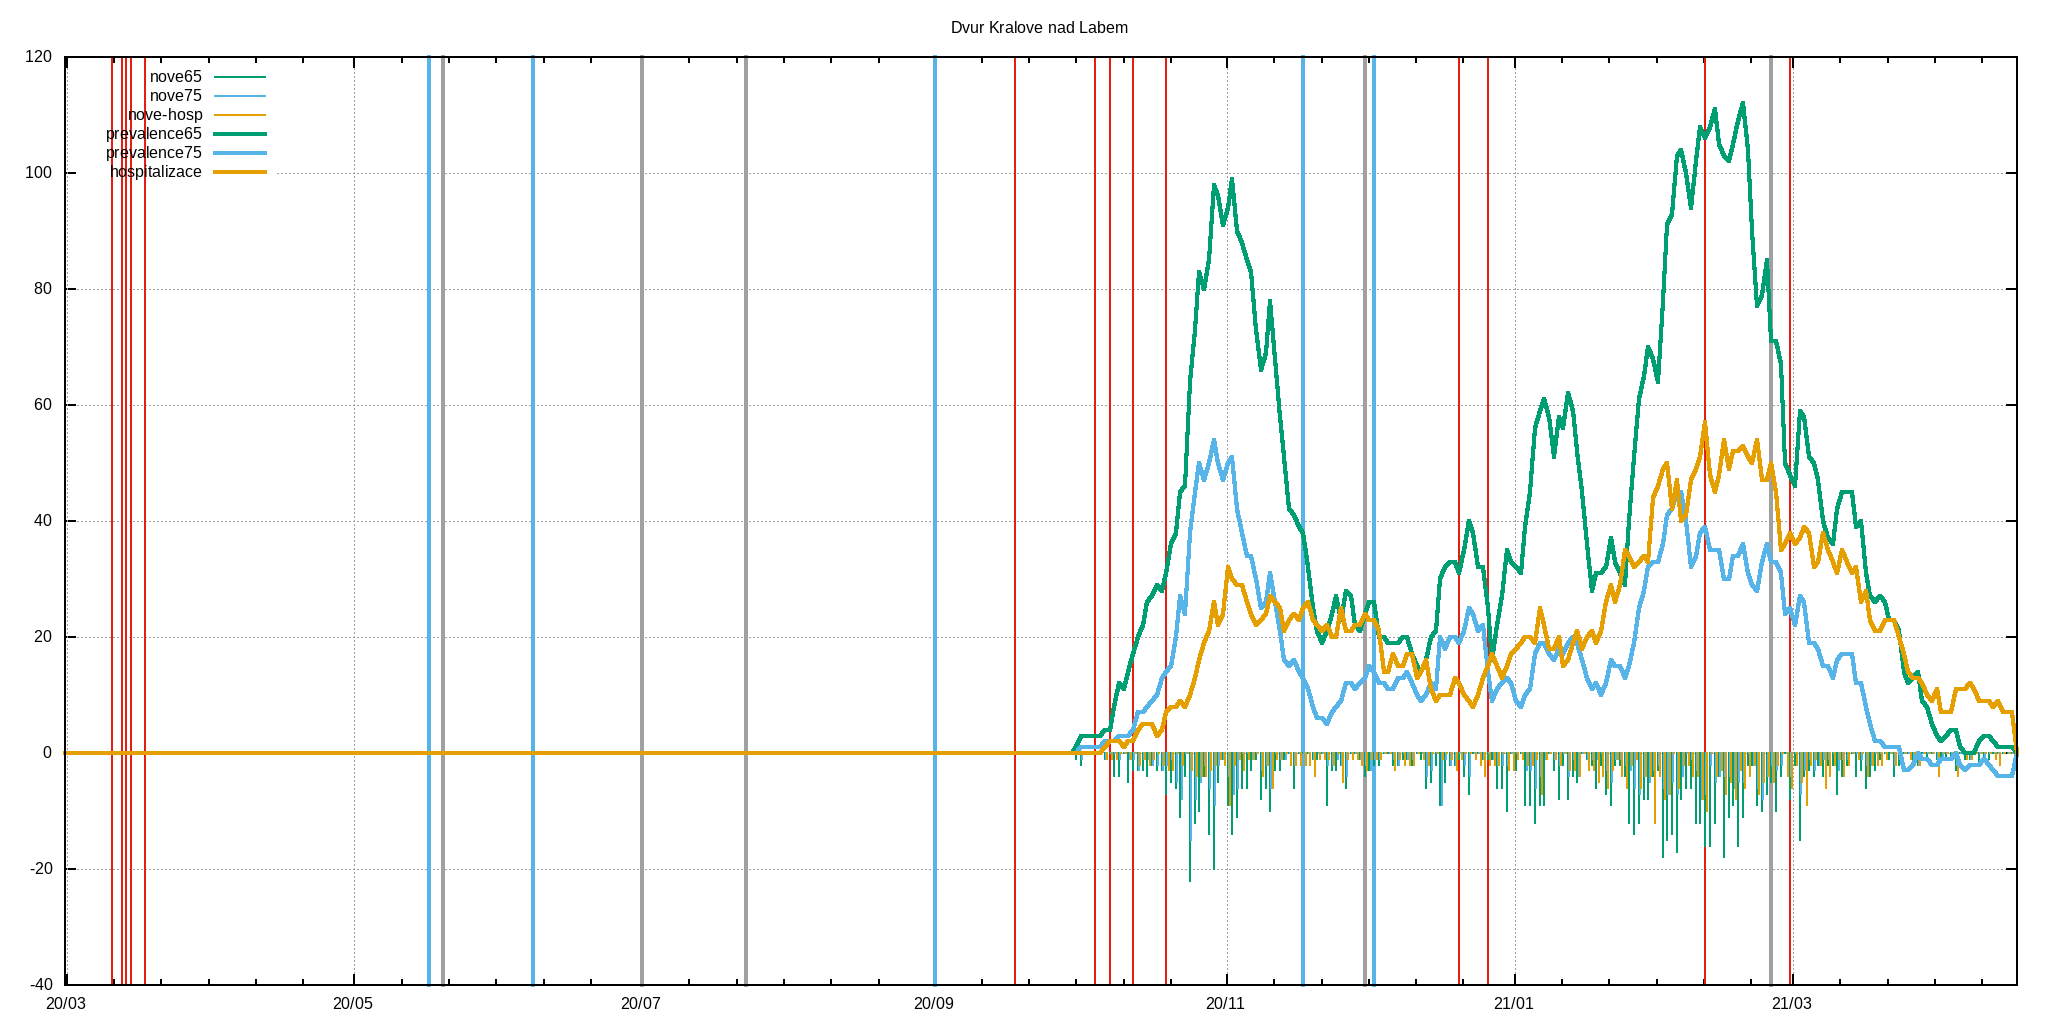 Dvur Kralove nad Labem
120
100
80
60
40
20
0
-20
-40
nove65
nove75
nove-hosp
prevalence65
prevalence75
hospitalizace
20/03 20/05 20/07 20/09 20/11 21/01 21/03